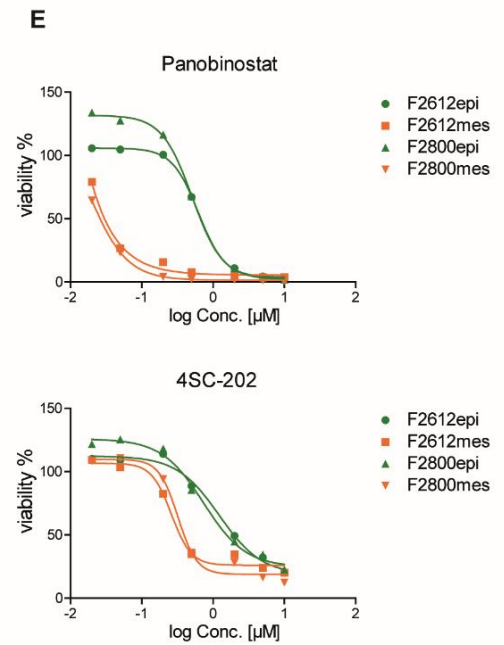 E
Panobinostat
150
100
50
0
viability %
-2 -1 0 1 2
log Conc. [µM]
F2612epi
F2612mes
F2800epi
F2800mes
4SC-202
150
100
50
0
viability %
-2 -1 0 1 2
log Conc. [µM]
F2612epi
F2612mes
F2800epi
F2800mes